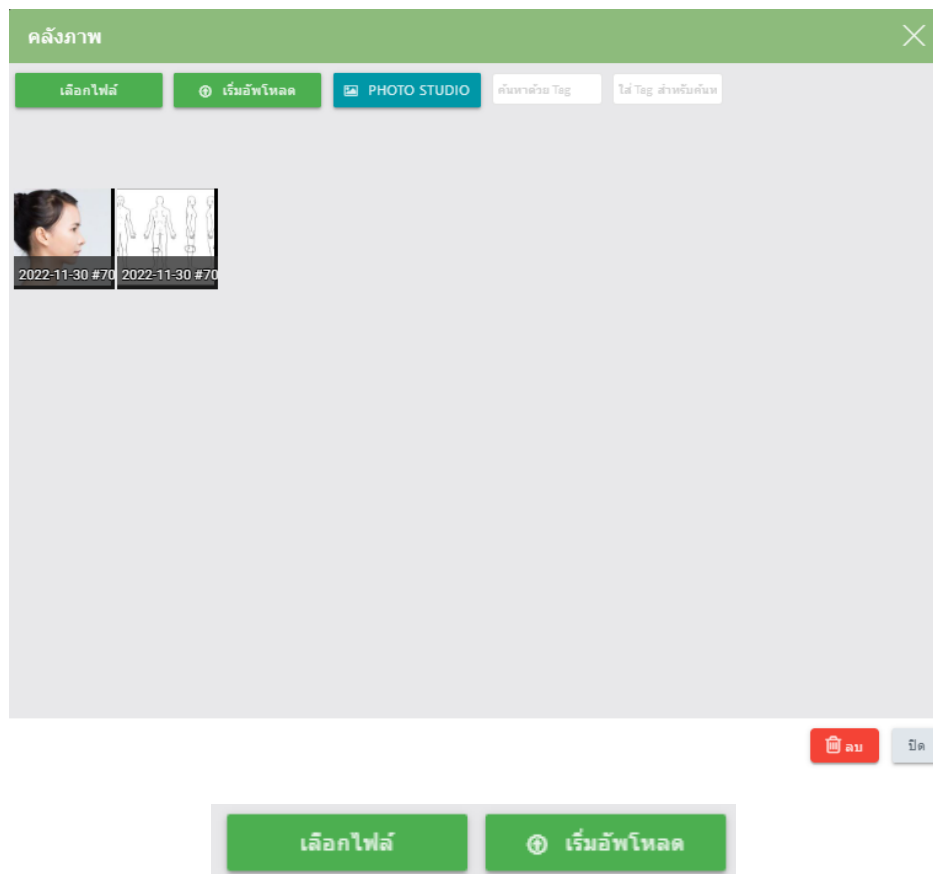 คลังภาพ
เลือกไฟล์ เริ่มอัพโหลด PHOTO STUDIO ค้นหาด้วย Tag ใส่ Tag สำหรับค้นห
2022-11-30 #70 2022-11-30 #70
ลบ ปิด
เลือกไฟล์ เริ่มอัพโหลด